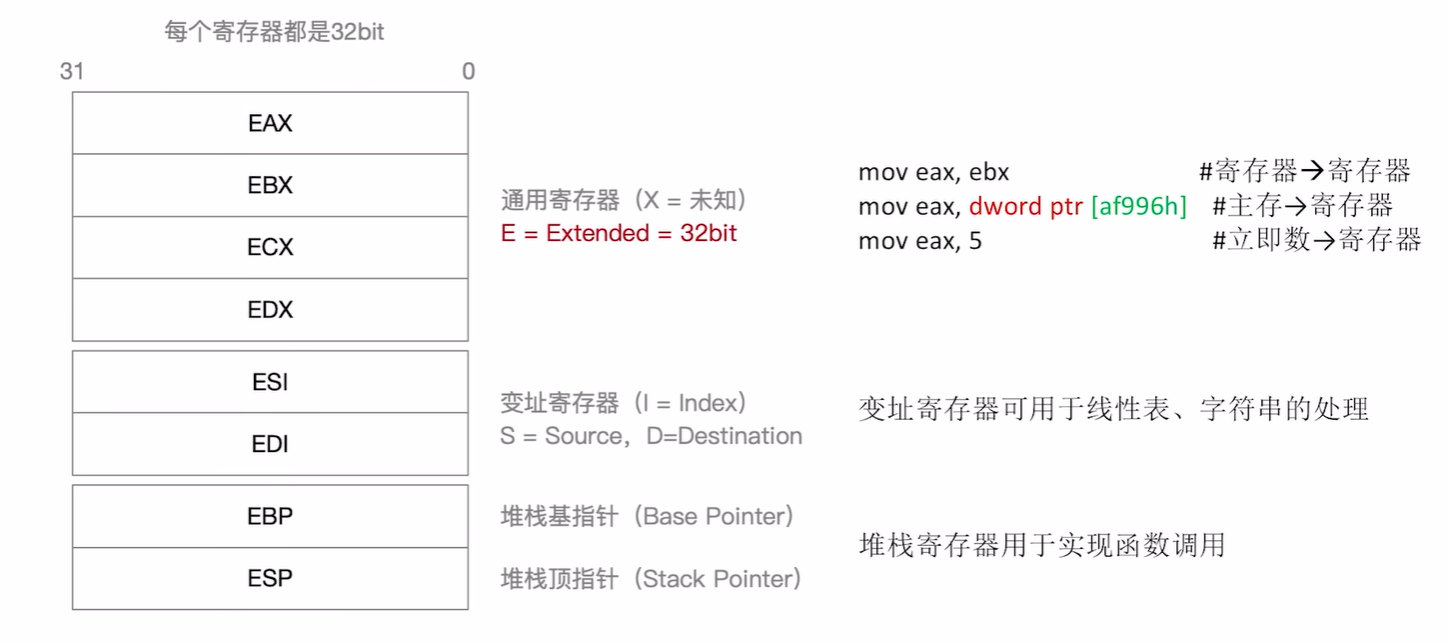 每个寄存器都是32bit
31 0
EAX
EBX
ECX
EDX
通用寄存器（X = 未知）
E = Extended = 32bit
mov eax, ebx #寄存器→寄存器
mov eax, dword ptr [af996h] #主存→寄存器
mov eax, 5 #立即数→寄存器
ESI
EDI
变址寄存器（I = Index）
S = Source，D=Destination
变址寄存器可用于线性表、字符串的处理
EBP
ESP
堆栈基指针（Base Pointer）
堆栈顶指针（Stack Pointer）
堆栈寄存器用于实现函数调用